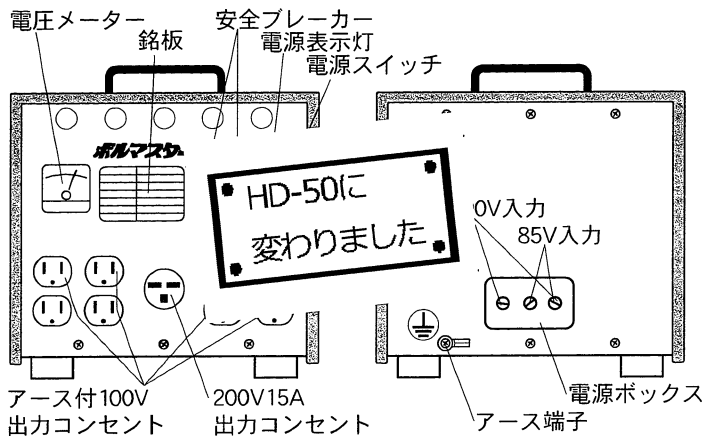 電圧メーター
銘板
安全ブレーカー
電源表示灯
電源スイッチ
ボルマスター
HD-50に
変わりました
0V入力
85V入力
アース付100V
出力コンセント
200V15A
出力コンセント
アース端子
電源ボックス